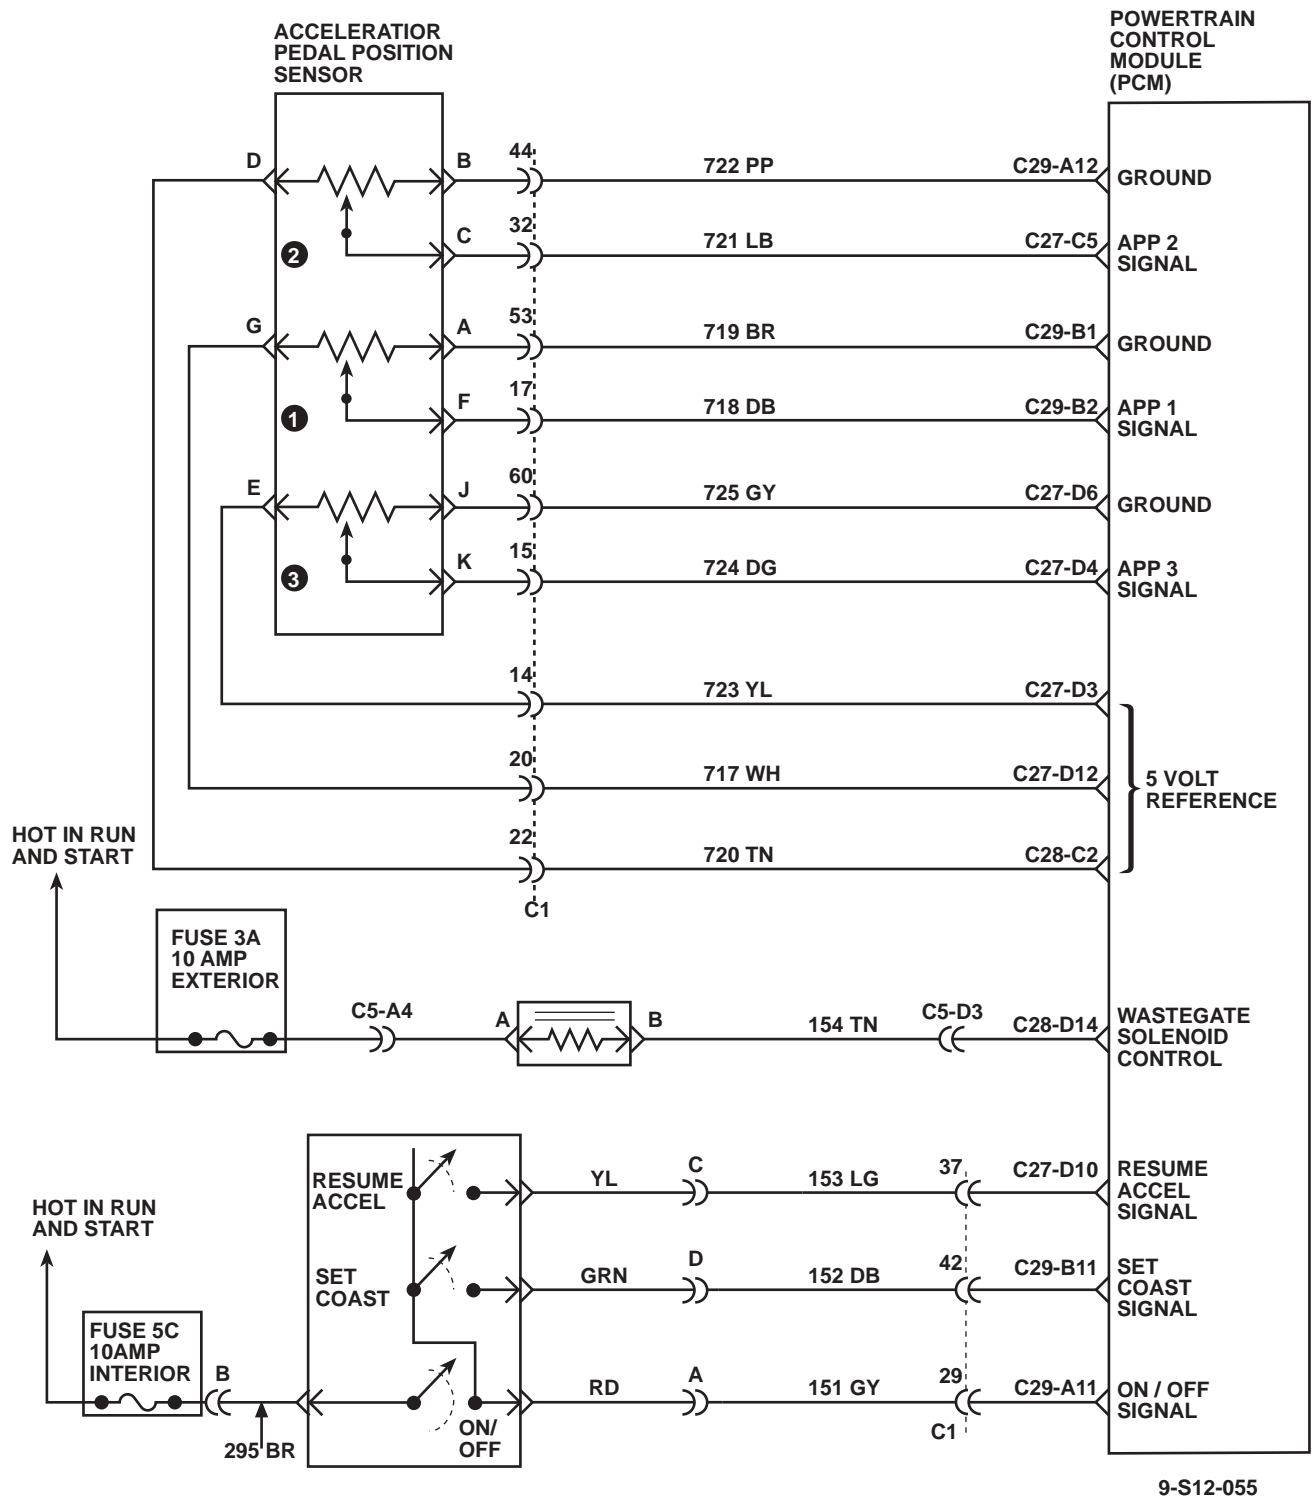 ACCELERATIOR
PEDAL POSITION
SENSOR
POWERTRAIN
CONTROL
MODULE
(PCM)
D
B
44
722 PP
C29-A12
GROUND
2
C
32
721 LB
C27-C5
APP 2
SIGNAL
G
A
53
719 BR
C29-B1
GROUND
1
F
17
718 DB
C29-B2
APP 1
SIGNAL
E
J
60
725 GY
C27-D6
GROUND
3
K
15
724 DG
C27-D4
APP 3
SIGNAL
14
723 YL
C27-D3
20
717 WH
C27-D12
5 VOLT
REFERENCE
22
720 TN
C28-C2
C1
HOT IN RUN
AND START
FUSE 3A
10 AMP
EXTERIOR
C5-A4
A
B
154 TN
C5-D3
C28-D14
WASTEGATE
SOLENOID
CONTROL
RESUME
ACCEL
YL
C
153 LG
37
C27-D10
RESUME
ACCEL
SIGNAL
HOT IN RUN
AND START
SET
COAST
GRN
D
152 DB
42
C29-B11
SET
COAST
SIGNAL
FUSE 5C
10AMP
INTERIOR
B
295 BR
ON/
OFF
RD
A
151 GY
29
C1
C29-A11
ON / OFF
SIGNAL
9-S12-055